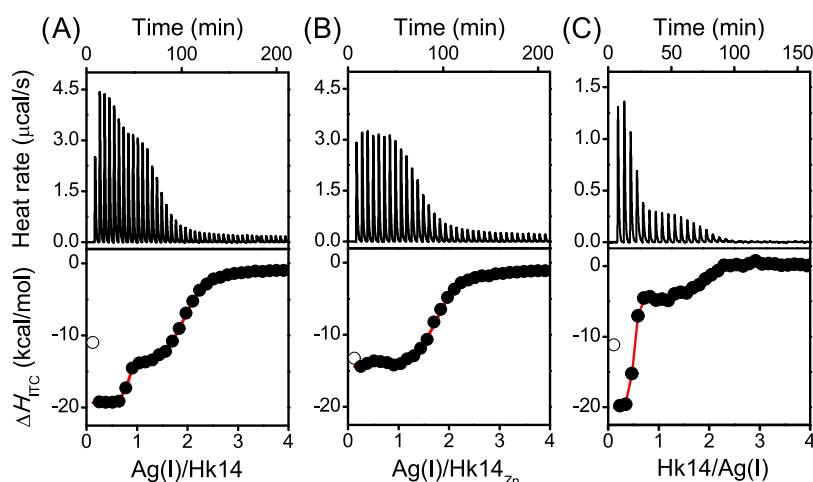 (A) Time (min)
0 100 200
Heat rate (μcal/s)
4.5
3.0
1.5
0.0
ΔH_ITC (kcal/mol)
0
-10
-20
0 1 2 3 4
Ag(I)/Hk14
(B) Time (min)
0 100 200
4.5
3.0
1.5
0.0
0
-10
-20
0 1 2 3 4
Ag(I)/Hk14_Zn
(C) Time (min)
0 50 100 150
1.5
1.0
0.5
0.0
0
-10
-20
0 1 2 3 4
Hk14/Ag(I)